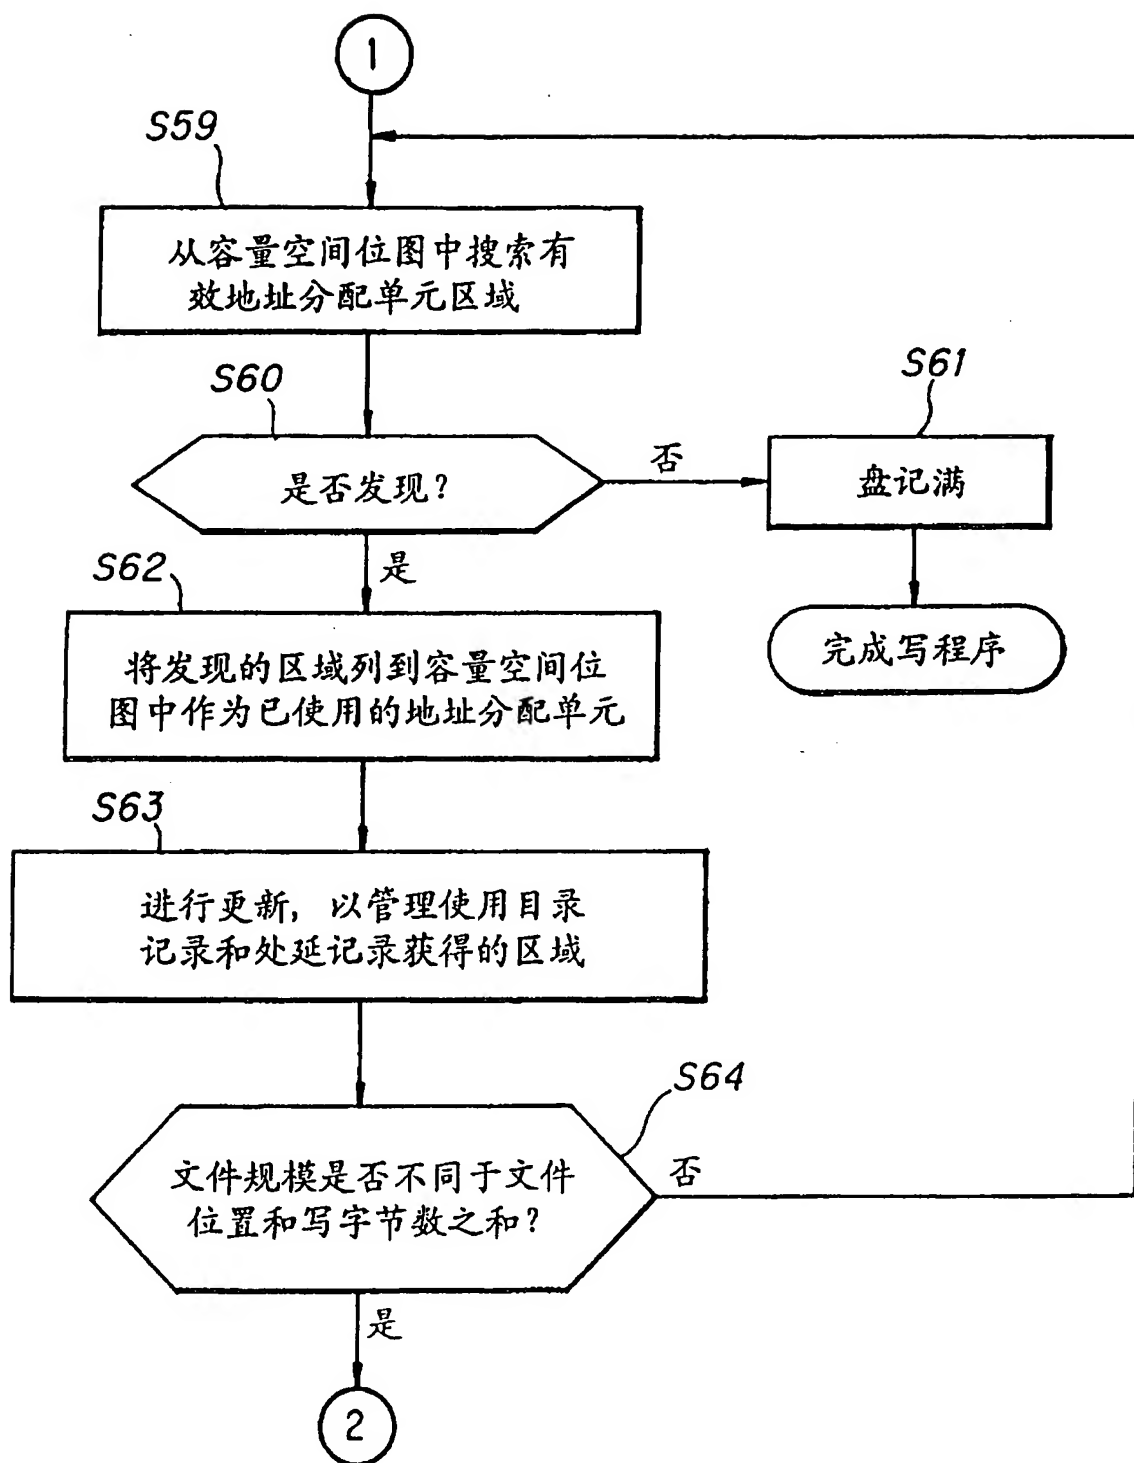 1
S59
从容量空间位图中搜索有
效地址分配单元区域
S60
是否发现?
否
S61
盘记满
完成写程序
是
S62
将发现的区域列到容量空间位
图中作为已使用的地址分配单元
S63
进行更新, 以管理使用目录
记录和处延记录获得的区域
S64
文件规模是否不同于文件
位置和写字节数之和?
否
是
2